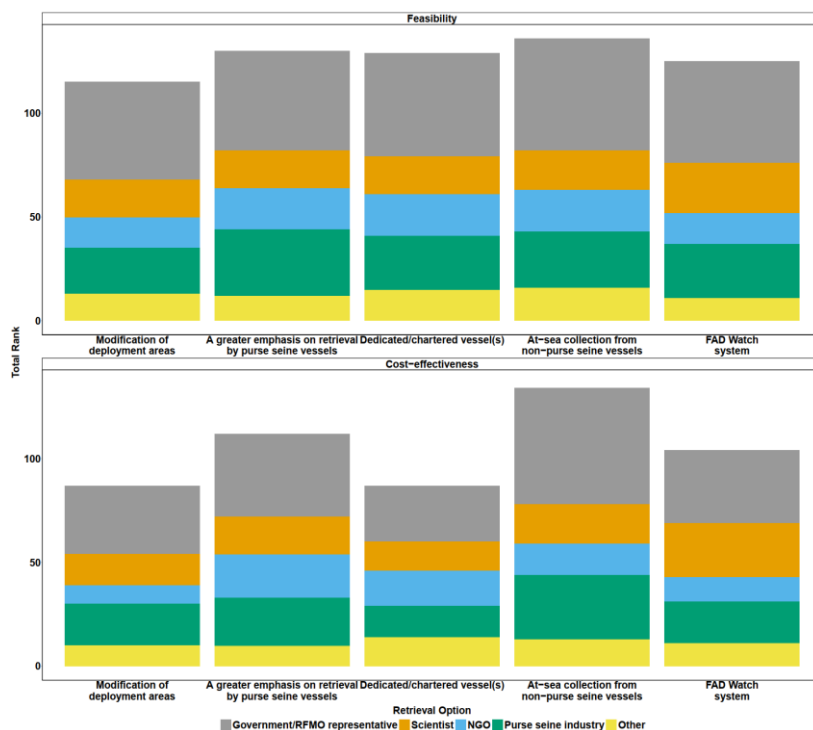 Feasibility
100
50
0
Modification of deployment areas
A greater emphasis on retrieval by purse seine vessels
Dedicated/chartered vessel(s)
At-sea collection from non-purse seine vessels
FAD Watch system
Total Rank
Cost-effectiveness
100
50
0
Modification of deployment areas
A greater emphasis on retrieval by purse seine vessels
Dedicated/chartered vessel(s)
At-sea collection from non-purse seine vessels
FAD Watch system
Retrieval Option
Government/RFMO representative Scientist NGO Purse seine industry Other